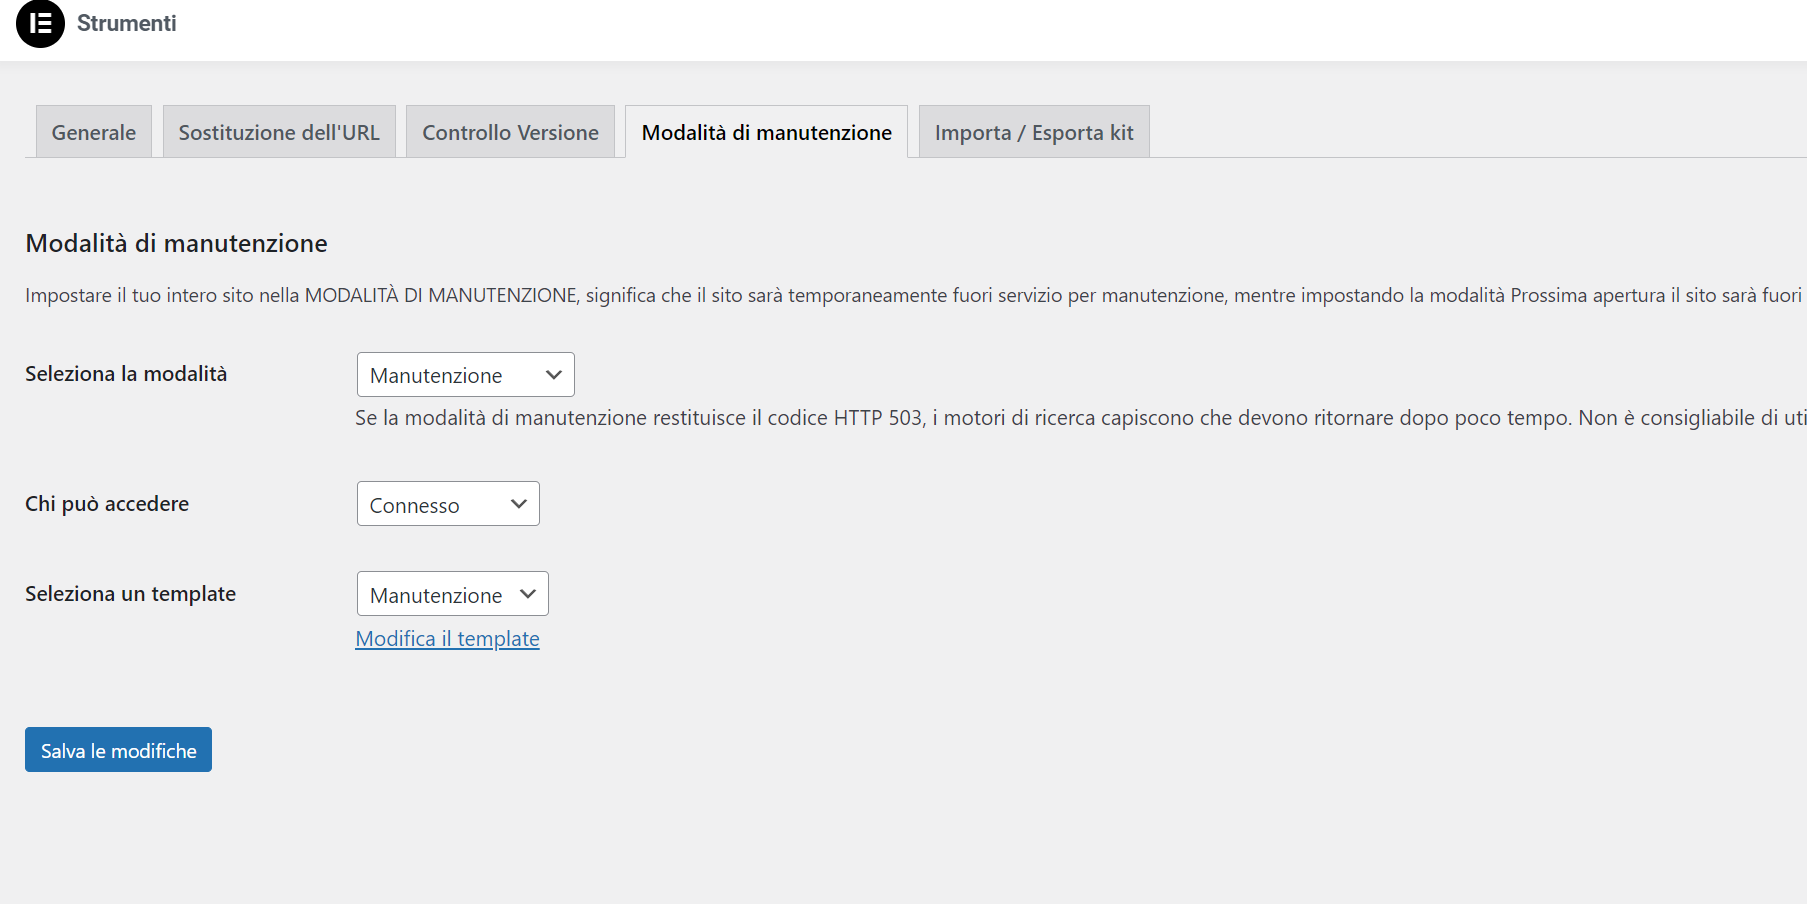 Strumenti
Generale
Sostituzione dell'URL
Controllo Versione
Modalità di manutenzione
Importa / Esporta kit
Modalità di manutenzione
Impostare il tuo intero sito nella MODALITÀ DI MANUTENZIONE, significa che il sito sarà temporaneamente fuori servizio per manutenzione, mentre impostando la modalità Prossima apertura il sito sarà fuori
Seleziona la modalità
Manutenzione
Se la modalità di manutenzione restituisce il codice HTTP 503, i motori di ricerca capiscono che devono ritornare dopo poco tempo. Non è consigliabile di uti
Chi può accedere
Connesso
Seleziona un template
Manutenzione
Modifica il template
Salva le modifiche